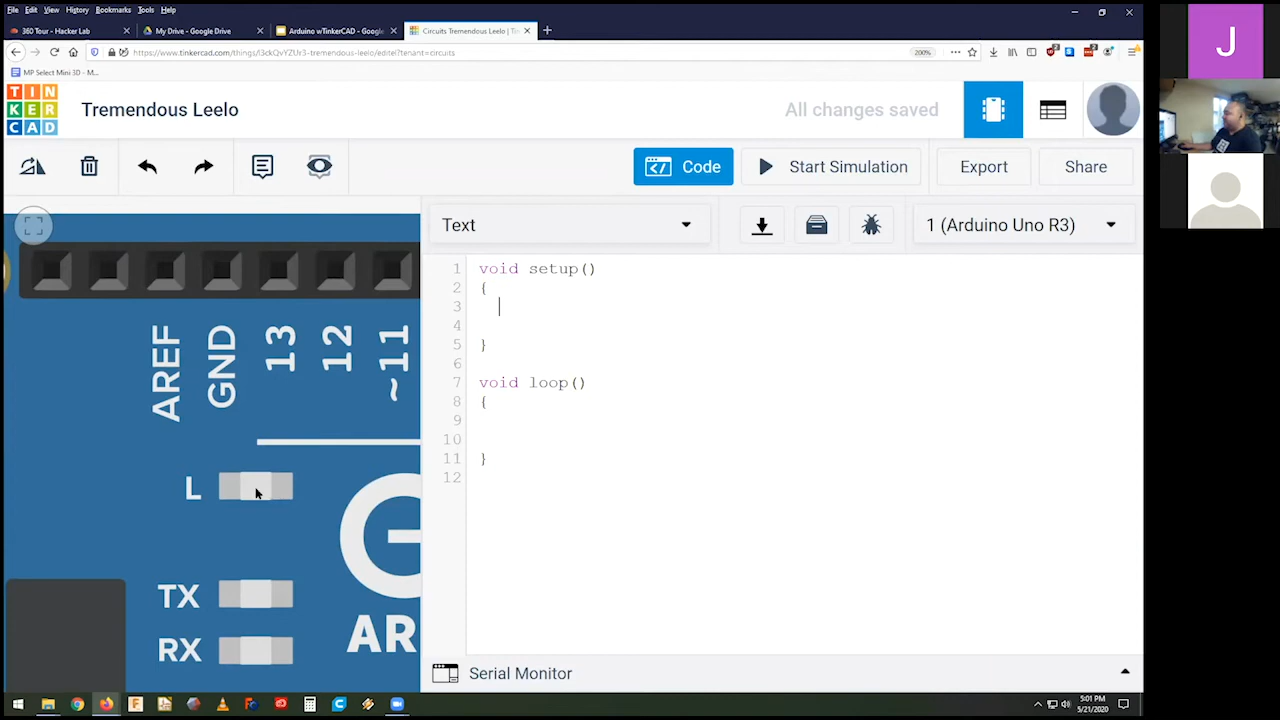 File Edit View History Bookmarks Tools Help
360 Tour - Hacker Lab
My Drive - Google Drive
Arduino wTinkerCAD - Google
Circuits Tremendous Leelo | Tin
https://www.tinkercad.com/things/i3ckQvYZUr3-tremendous-leelo/editel?tenant=circuits
200%
MP Select Mini 3D - M...
TIN
KER
CAD
Tremendous Leelo
All changes saved
Code
Start Simulation
Export
Share
Text
1 (Arduino Uno R3)
1 void setup()
2 {
3
4
5 }
6
7 void loop()
8 {
9
10
11 }
12
AREF
GND
13
12
~11
L
TX
RX
AR
Serial Monitor
5:01 PM
5/21/2020
J